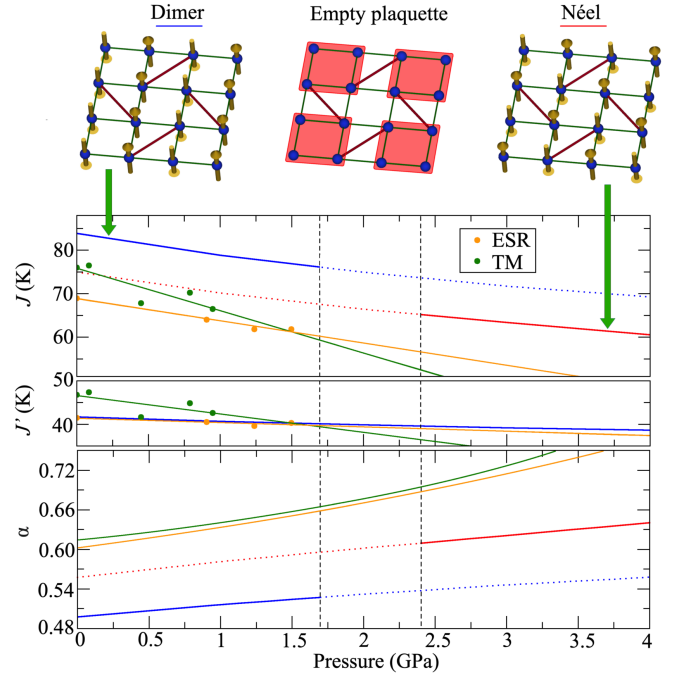 Dimer
Empty plaquette
Néel
80
70
60
J (K)
ESR
TM
50
40
J' (K)
0.72
0.66
0.60
0.54
0.48
α
0 0.5 1 1.5 2 2.5 3 3.5 4
Pressure (GPa)